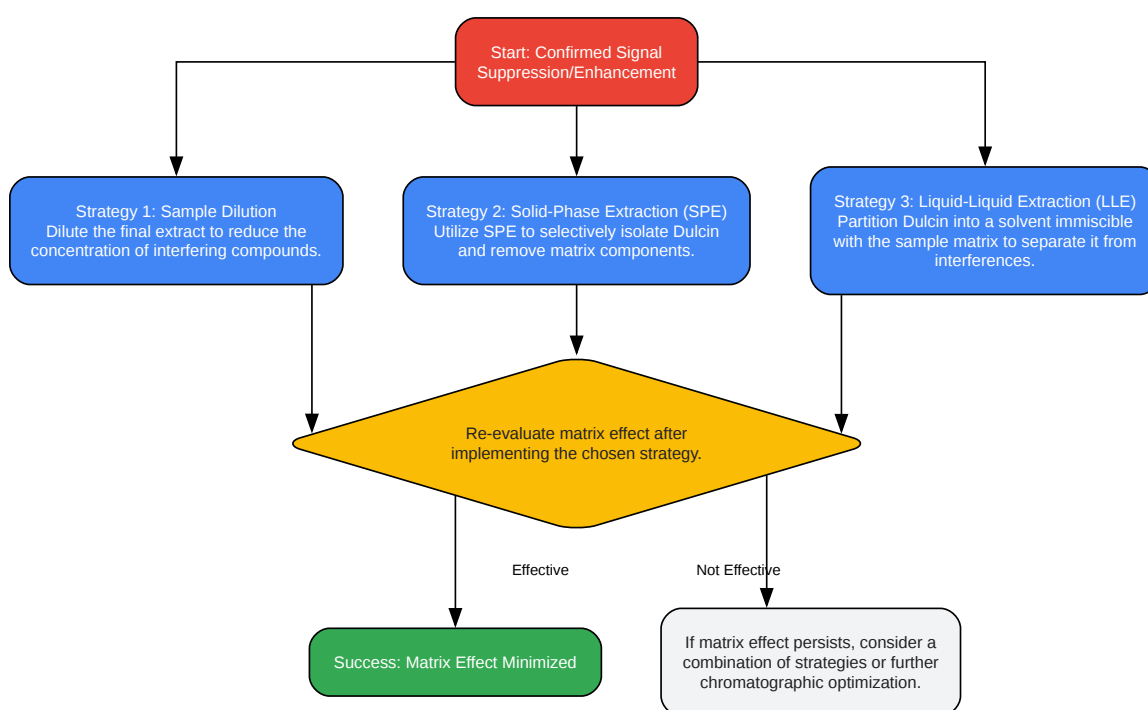 Start: Confirmed Signal
Suppression/Enhancement
Strategy 1: Sample Dilution
Dilute the final extract to reduce the
concentration of interfering compounds.
Strategy 2: Solid-Phase Extraction (SPE)
Utilize SPE to selectively isolate Dulcin
and remove matrix components.
Strategy 3: Liquid-Liquid Extraction (LLE)
Partition Dulcin into a solvent immiscible
with the sample matrix to separate it from
interferences.
Re-evaluate matrix effect after
implementing the chosen strategy.
Effective
Not Effective
Success: Matrix Effect Minimized
If matrix effect persists, consider a
combination of strategies or further
chromatographic optimization.